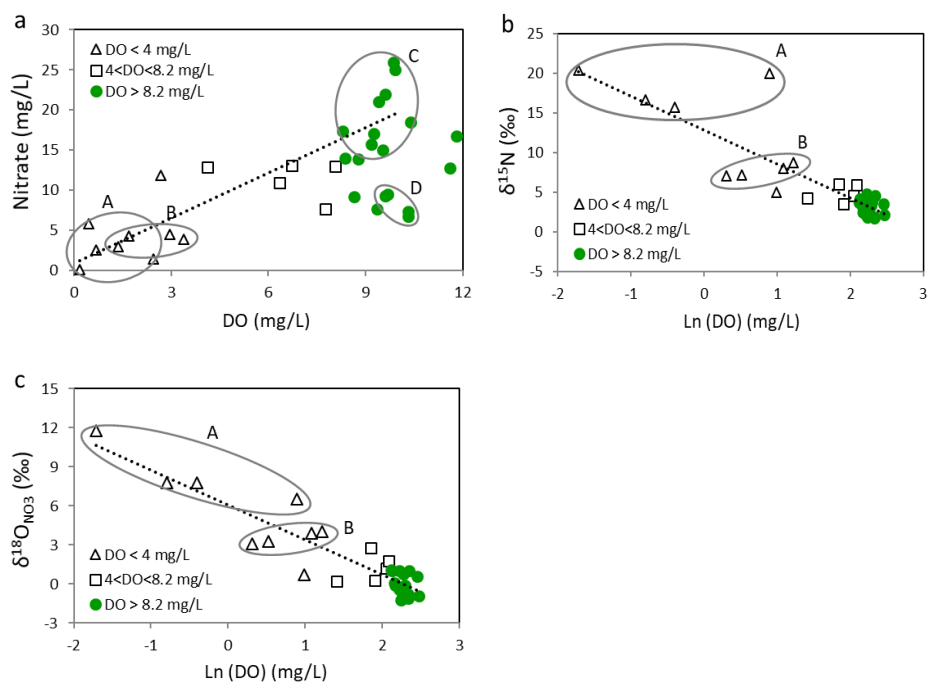 a
Nitrate (mg/L)
30
25
20
15
10
5
0
0 3 6 9 12
DO (mg/L)
DO < 4 mg/L
4<DO<8.2 mg/L
DO > 8.2 mg/L
A
B
C
D
b
δ¹⁵N (‰)
25
20
15
10
5
0
-5
-2 -1 0 1 2 3
Ln (DO) (mg/L)
A
B
DO < 4 mg/L
4<DO<8.2 mg/L
DO > 8.2 mg/L
c
δ¹⁸O_NO3 (‰)
15
12
9
6
3
0
-3
-2 -1 0 1 2 3
Ln (DO) (mg/L)
A
B
DO < 4 mg/L
4<DO<8.2 mg/L
DO > 8.2 mg/L